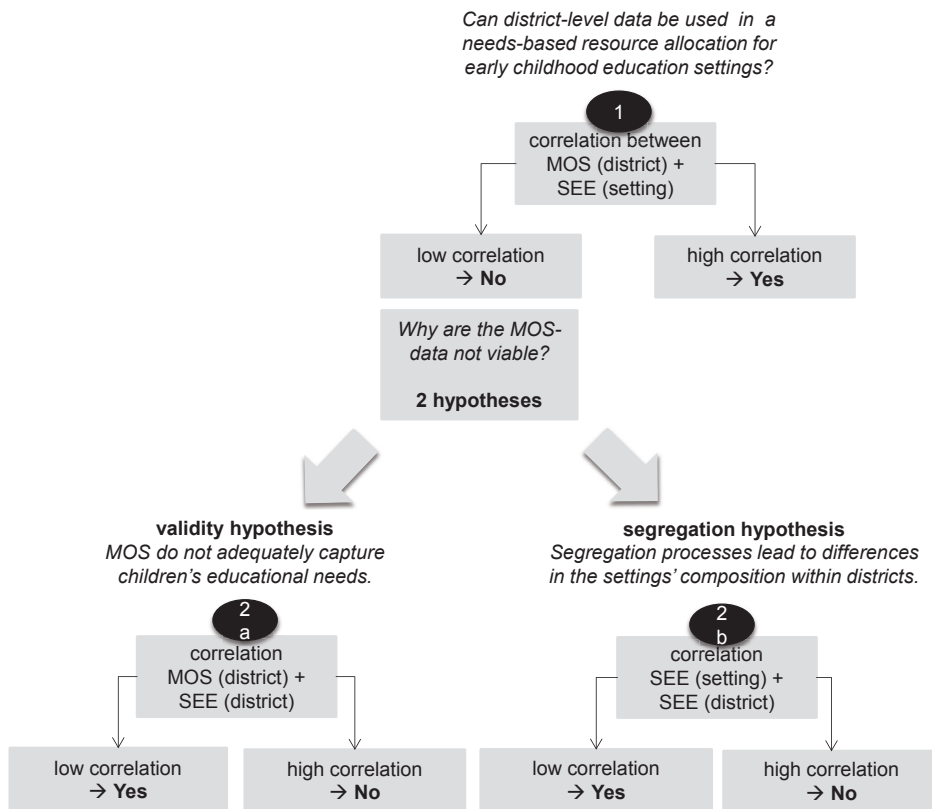 Can district-level data be used in a
needs-based resource allocation for
early childhood education settings?
1
correlation between
MOS (district) +
SEE (setting)
low correlation
→ No
high correlation
→ Yes
Why are the MOS-
data not viable?
2 hypotheses
validity hypothesis
MOS do not adequately capture
children's educational needs.
segregation hypothesis
Segregation processes lead to differences
in the settings' composition within districts.
2
a
correlation
MOS (district) +
SEE (district)
2
b
correlation
SEE (setting) +
SEE (district)
low correlation
→ Yes
high correlation
→ No
low correlation
→ Yes
high correlation
→ No